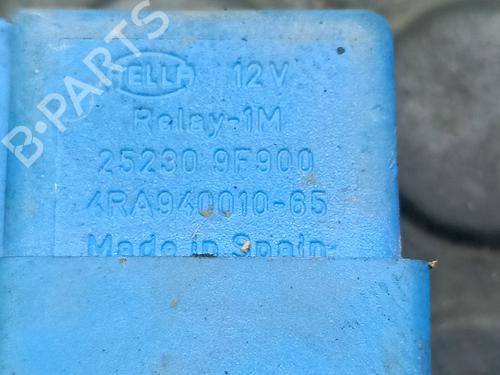 HELLA 12V
Relay-1M
25230 9F900
4RA940010-65
Made in Spain
B-PARTS